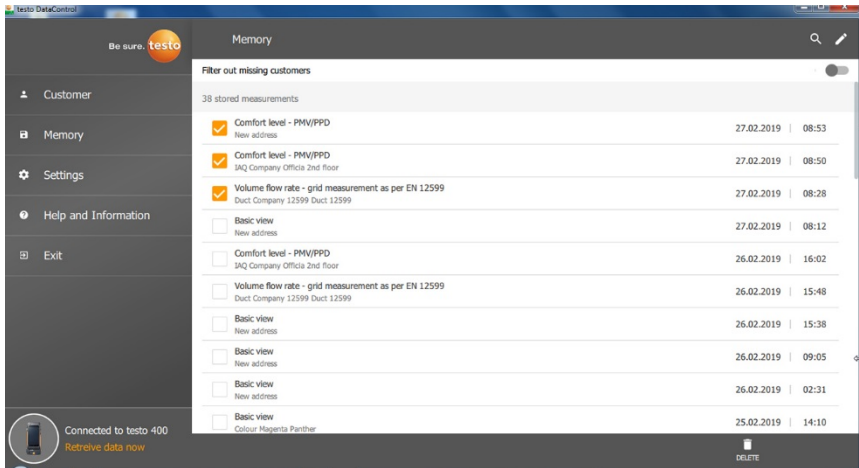 testo DataControl
Be sure. testo
Memory
Filter out missing customers
Customer
38 stored measurements
Comfort level - PMV/PPD
New address
27.02.2019 | 08:53
Memory
Comfort level - PMV/PPD
IAQ Company Officia 2nd floor
27.02.2019 | 08:50
Settings
Volume flow rate - grid measurement as per EN 12599
Duct Company 12599 Duct 12599
27.02.2019 | 08:28
Help and Information
Basic view
New address
27.02.2019 | 08:12
Exit
Comfort level - PMV/PPD
IAQ Company Officia 2nd floor
26.02.2019 | 16:02
Volume flow rate - grid measurement as per EN 12599
Duct Company 12599 Duct 12599
26.02.2019 | 15:48
Basic view
New address
26.02.2019 | 15:38
Basic view
New address
26.02.2019 | 09:05
Basic view
New address
26.02.2019 | 02:31
Basic view
Colour Magenta Panther
25.02.2019 | 14:10
Connected to testo 400
Retreive data now
DELETE